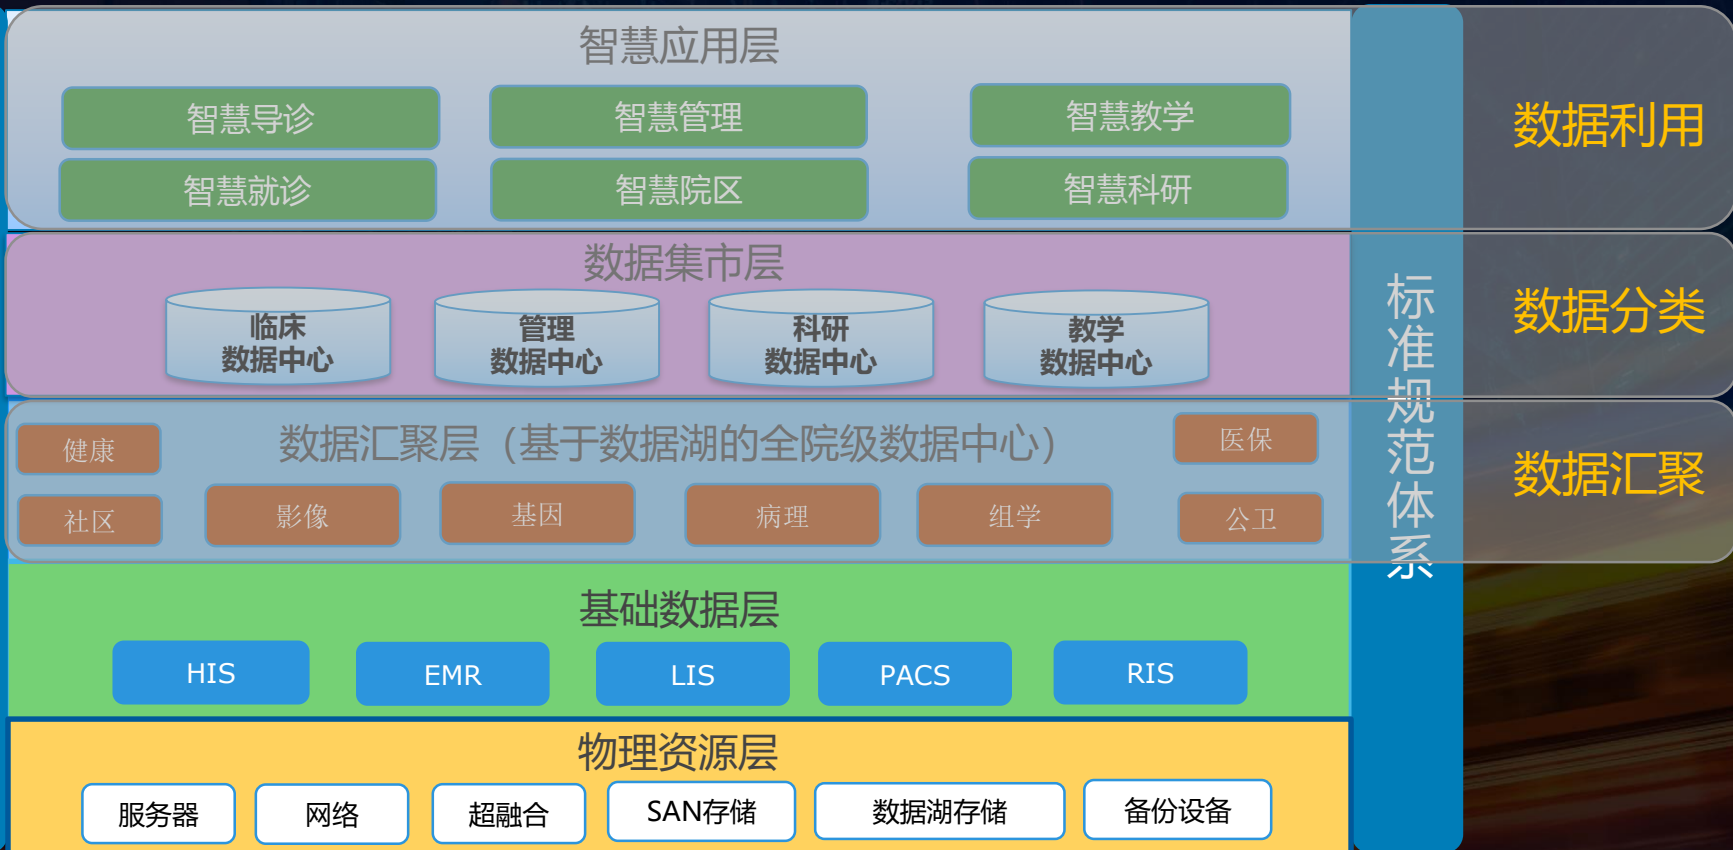 智慧应用层
智慧导诊
智慧管理
智慧教学
智慧就诊
智慧院区
智慧科研
数据利用
数据集市层
临床
数据中心
管理
数据中心
科研
数据中心
教学
数据中心
数据分类
数据汇聚层（基于数据湖的全院级数据中心）
健康
医保
社区
影像
基因
病理
组学
公卫
数据汇聚
基础数据层
HIS
EMR
LIS
PACS
RIS
物理资源层
服务器
网络
超融合
SAN存储
数据湖存储
备份设备
标准规范体系